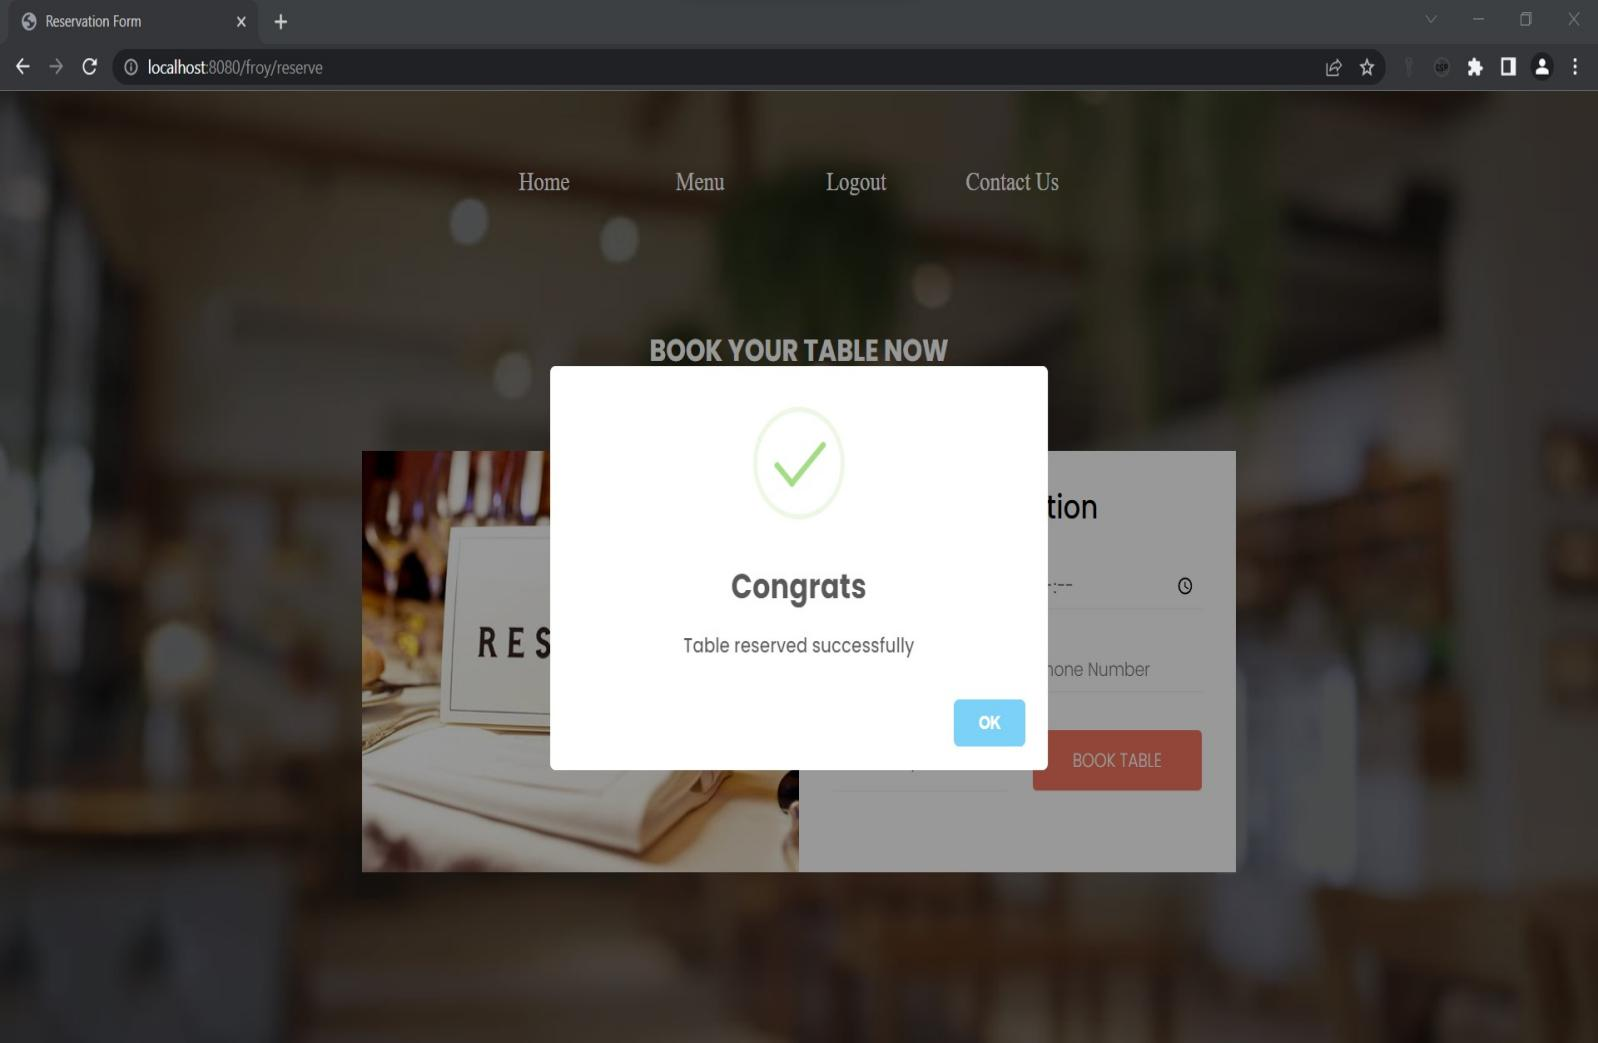 Reservation Form
localhost:8080/froy/reserve
CSP
Home Menu Logout Contact Us
BOOK YOUR TABLE NOW
tion
RES
Congrats
--:--
Table reserved successfully
hone Number
OK
BOOK TABLE